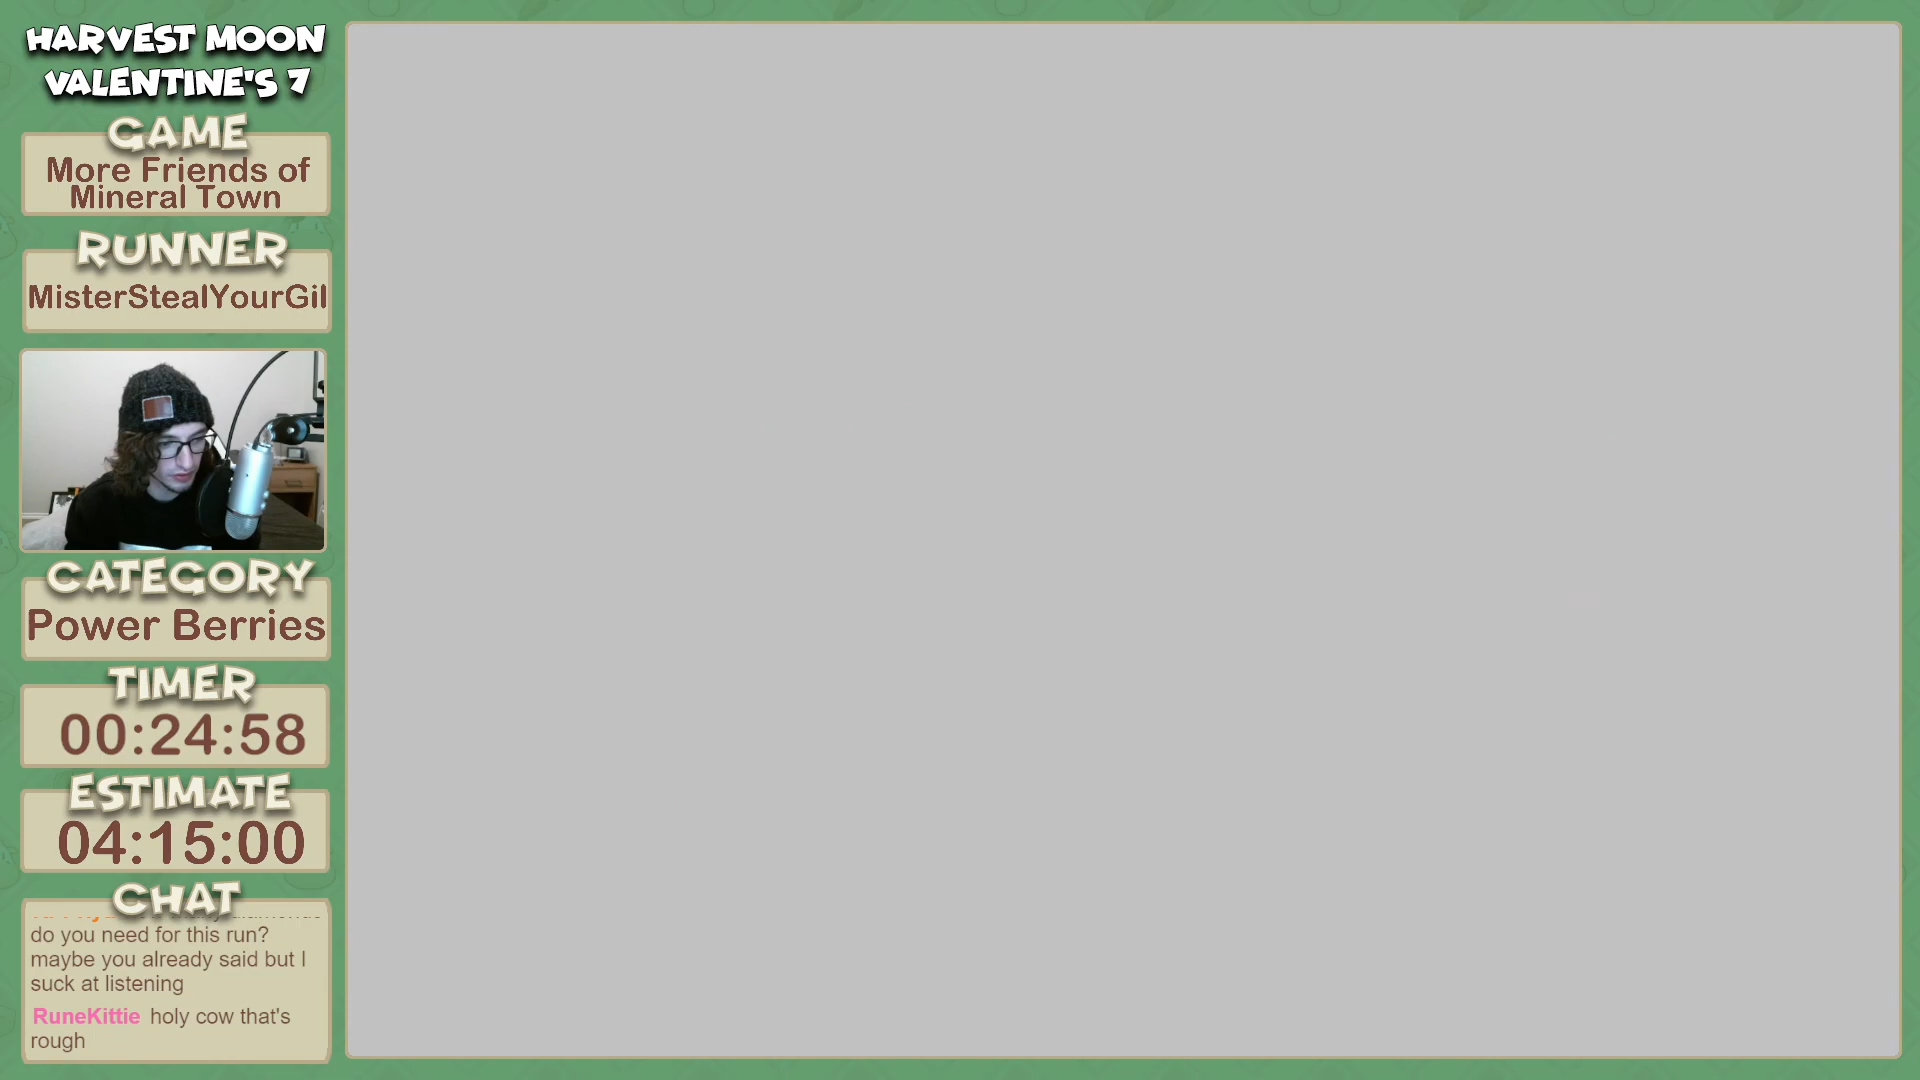 HARVEST MOON
VALENTINE'S 7
GAME
More Friends of
Mineral Town
RUNNER
MisterStealYourGil
CATEGORY
Power Berries
TIMER
00:24:58
ESTIMATE
04:15:00
CHAT
do you need for this run?
maybe you already said but I
suck at listening
RuneKittie holy cow that's
rough